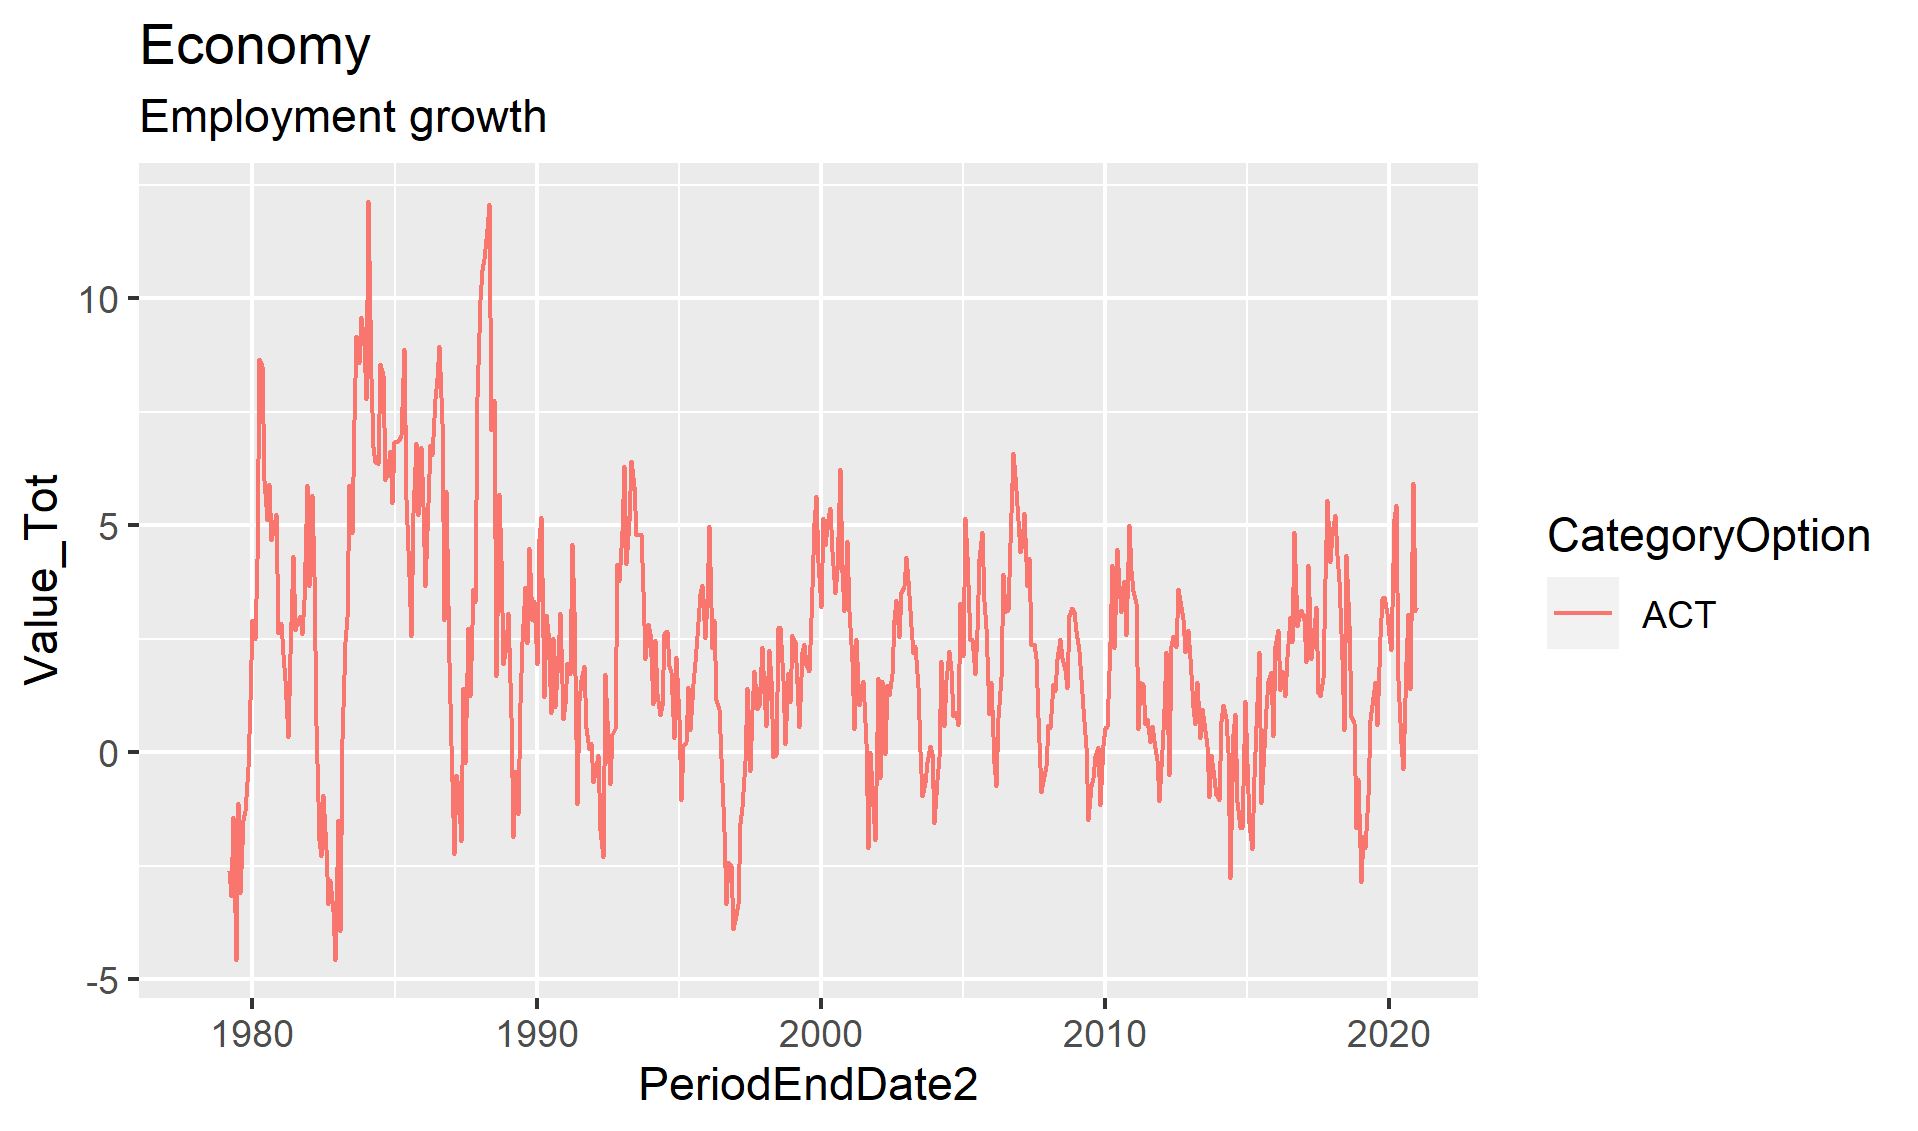 Economy
Employment growth
Value_Tot
10
5
0
-5
1980 1990 2000 2010 2020
PeriodEndDate2
CategoryOption
ACT